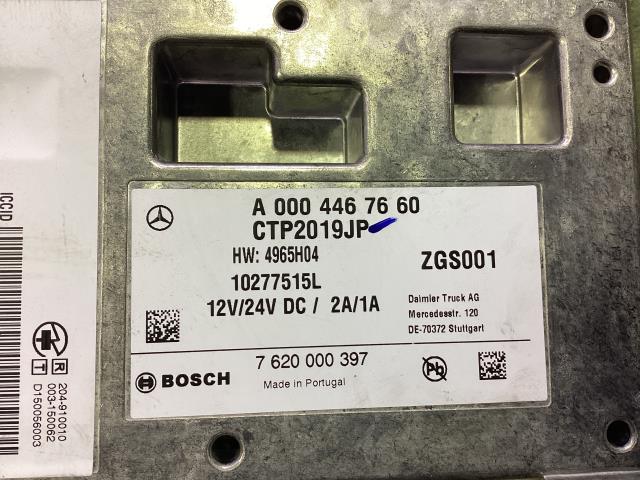 A 000 446 76 60
CTP2019JP
HW: 4965H04
ZGS001
10277515L
12V/24V DC / 2A/1A
Daimler Truck AG
Mercedesstr. 120
DE-70372 Stuttgart
7 620 000 397
BOSCH
Made in Portugal
Pb
ICCID
R 204-910010
003-150062
T D150056003